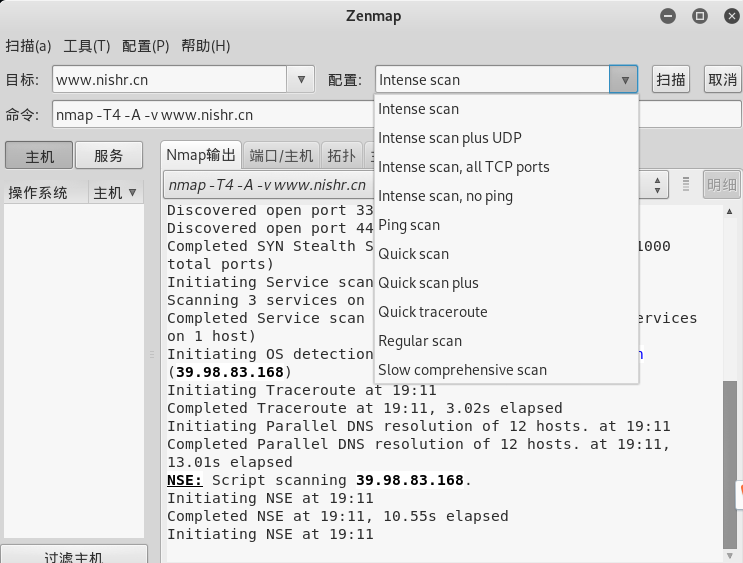 Zenmap
扫描(a) 工具(T) 配置(P) 帮助(H)
目标: www.nishr.cn 配置: Intense scan 扫描 取消
命令: nmap -T4 -A -v www.nishr.cn
Intense scan
Intense scan plus UDP
Intense scan, all TCP ports
Intense scan, no ping
Ping scan
Quick scan
Quick scan plus
Quick traceroute
Regular scan
Slow comprehensive scan
主机 服务
操作系统 主机
过滤主机
Nmap输出 端口/主机 拓扑
nmap -T4 -A -v www.nishr.cn 明细
Discovered open port 33
Discovered open port 44
Completed SYN Stealth S 1000
total ports)
Initiating Service scan
Scanning 3 services on
Completed Service scan ervices
on 1 host)
Initiating OS detection n
(39.98.83.168)
Initiating Traceroute at 19:11
Completed Traceroute at 19:11, 3.02s elapsed
Initiating Parallel DNS resolution of 12 hosts. at 19:11
Completed Parallel DNS resolution of 12 hosts. at 19:11,
13.01s elapsed
NSE: Script scanning 39.98.83.168.
Initiating NSE at 19:11
Completed NSE at 19:11, 10.55s elapsed
Initiating NSE at 19:11